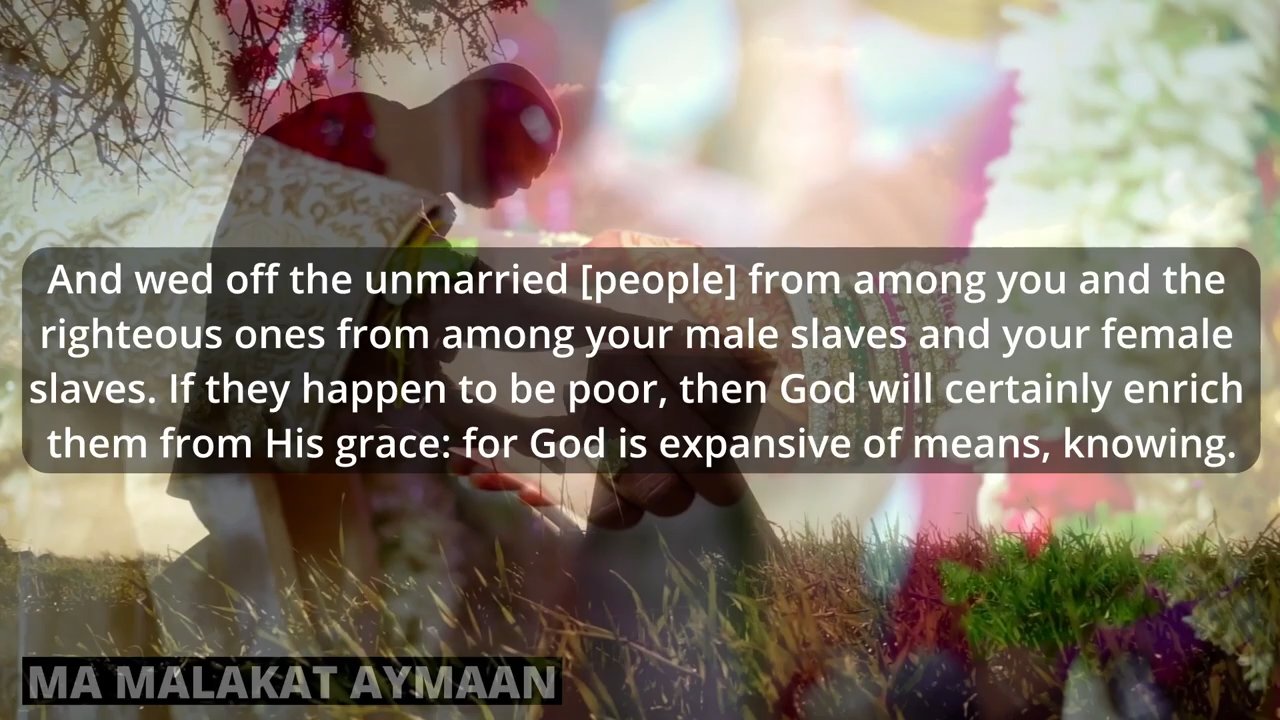 And wed off the unmarried [people] from among you and the
righteous ones from among your male slaves and your female
slaves. If they happen to be poor, then God will certainly enrich
them from His grace: for God is expansive of means, knowing.
MA MALAKAT AYMAAN